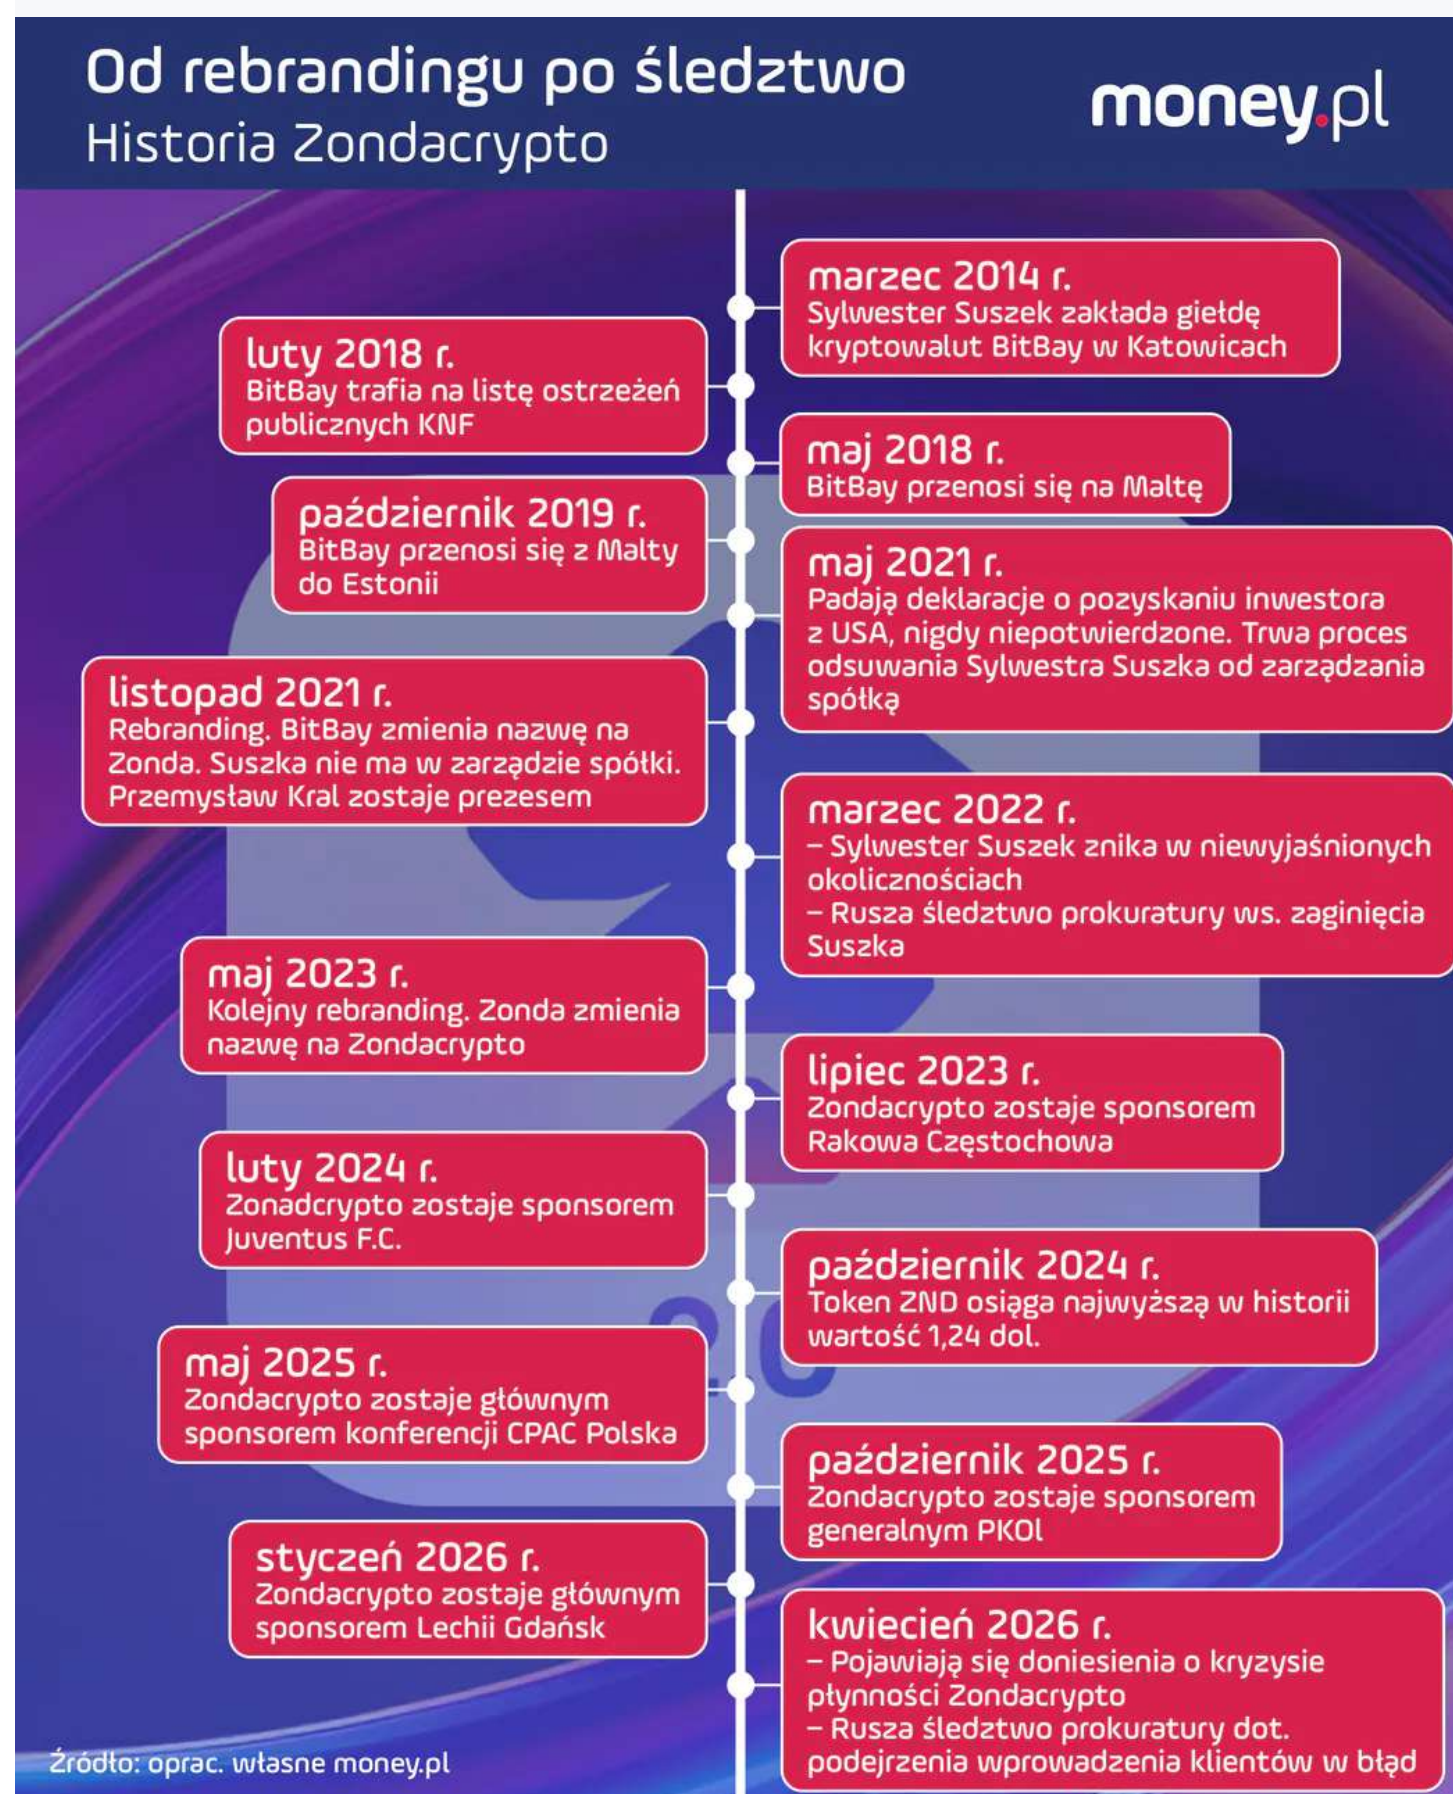 Od rebrandingu po śledztwo
Historia Zondacrypto
money.pl
marzec 2014 r.
Sylwester Suszek zakłada giełdę
kryptowalut BitBay w Katowicach
luty 2018 r.
BitBay trafia na listę ostrzeżeń
publicznych KNF
maj 2018 r.
BitBay przenosi się na Maltę
październik 2019 r.
BitBay przenosi się z Malty
do Estonii
maj 2021 r.
Padają deklaracje o pozyskaniu inwestora
z USA, nigdy niepotwierdzone. Trwa proces
odsuwania Sylwestra Suszka od zarządzania
spółką
listopad 2021 r.
Rebranding. BitBay zmienia nazwę na
Zonda. Suszka nie ma w zarządzie spółki.
Przemysław Kral zostaje prezesem
marzec 2022 r.
– Sylwester Suszek znika w niewyjaśnionych
okolicznościach
– Rusza śledztwo prokuratury ws. zaginięcia
Suszka
maj 2023 r.
Kolejny rebranding. Zonda zmienia
nazwę na Zondacrypto
lipiec 2023 r.
Zondacrypto zostaje sponsorem
Rakowa Częstochowa
luty 2024 r.
Zonadcrypto zostaje sponsorem
Juventus F.C.
październik 2024 r.
Token ZND osiąga najwyższą w historii
wartość 1,24 dol.
maj 2025 r.
Zondacrypto zostaje głównym
sponsorem konferencji CPAC Polska
październik 2025 r.
Zondacrypto zostaje sponsorem
generalnym PKOl
styczeń 2026 r.
Zondacrypto zostaje głównym
sponsorem Lechii Gdańsk
kwiecień 2026 r.
– Pojawiają się doniesienia o kryzysie
płynności Zondacrypto
– Rusza śledztwo prokuratury dot.
podejrzenia wprowadzenia klientów w błąd
Źródło: oprac. własne money.pl